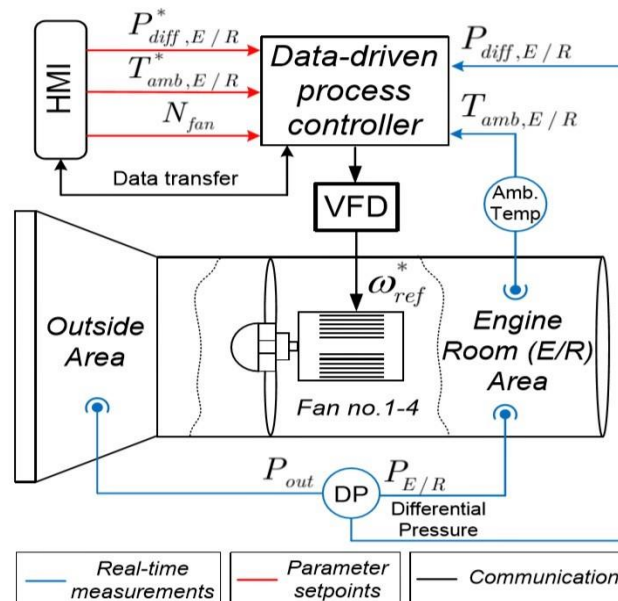 HMI
P*diff,E/R
T*amb,E/R
Nfan
Data transfer
Data-driven
process
controller
Pdiff,E/R
Tamb,E/R
VFD
Amb.
Temp
ω*ref
Outside
Area
Engine
Room (E/R)
Area
Fan no.1-4
Pout
DP
PE/R
Differential
Pressure
Real-time
measurements
Parameter
setpoints
Communication